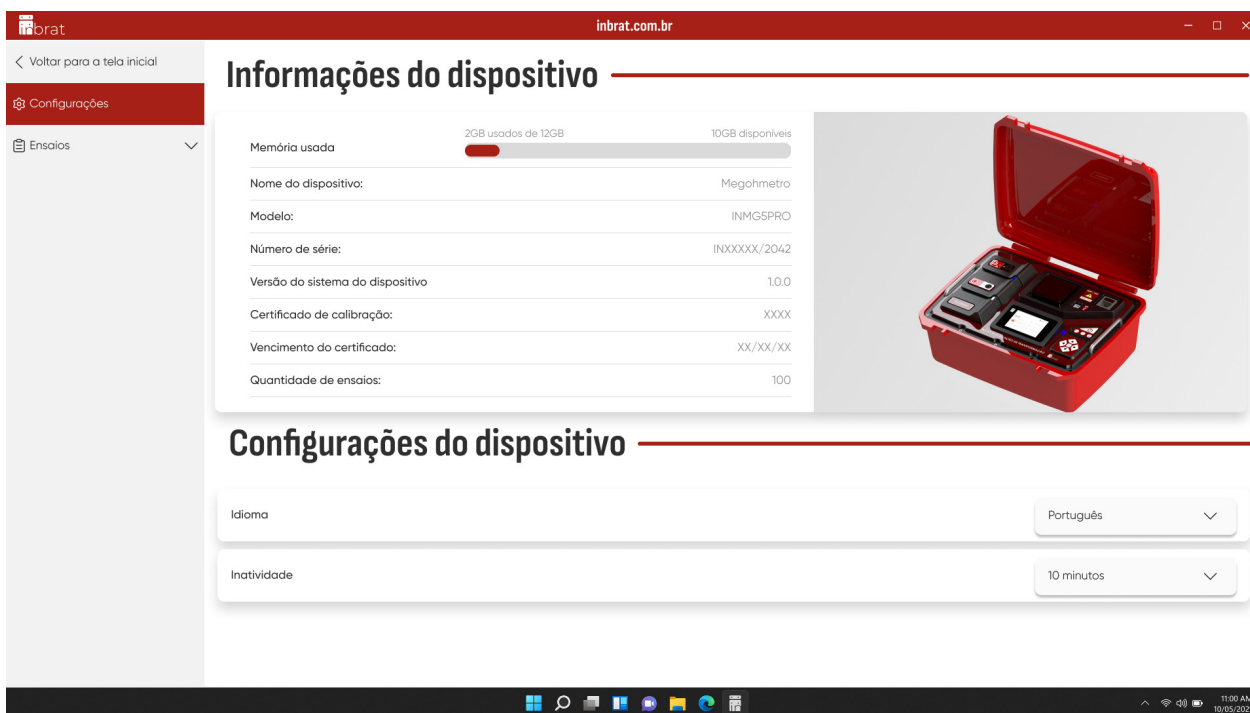 inbrat
inbrat.com.br
Voltar para a tela inicial
Configurações
Ensaios
Informações do dispositivo
2GB usados de 12GB
10GB disponíveis
Memória usada
Nome do dispositivo: Megohmetro
Modelo: INMG5PRO
Número de série: INXXXXX/2042
Versão do sistema do dispositivo 1.0.0
Certificado de calibração: XXXX
Vencimento do certificado: XX/XX/XX
Quantidade de ensaios: 100
Configurações do dispositivo
Idioma Português
Inatividade 10 minutos
11:00 AM